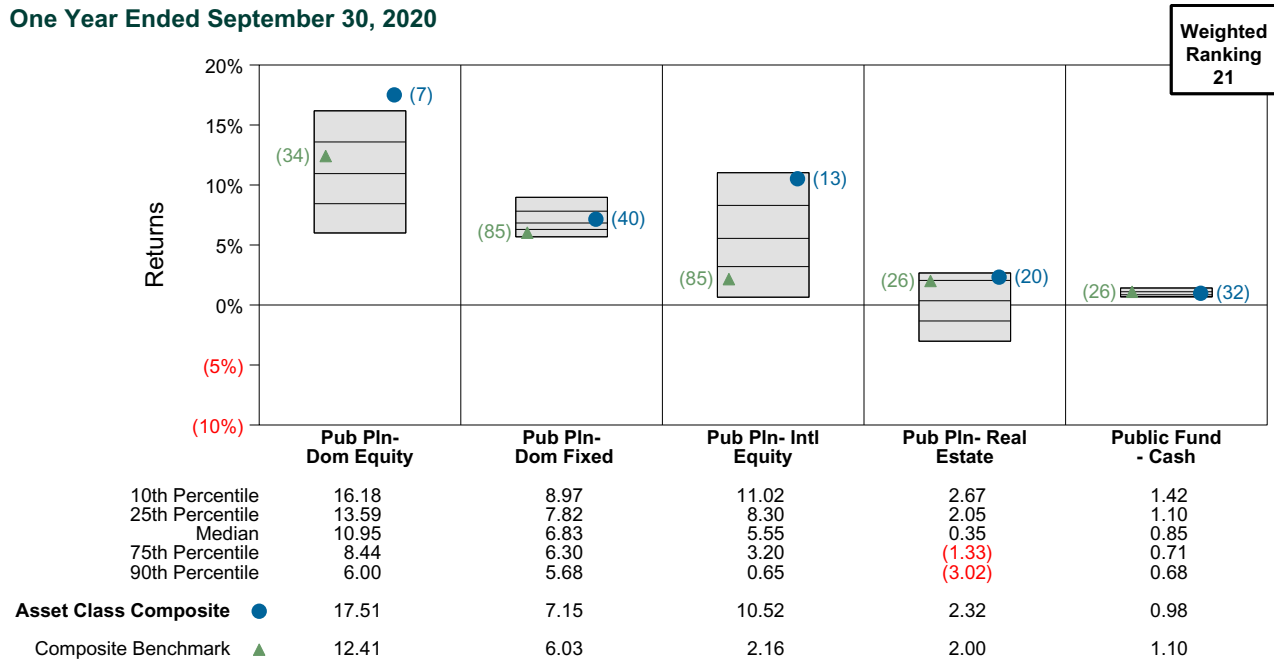 One Year Ended September 30, 2020
Weighted
Ranking
21
Returns
20%
15%
10%
5%
0%
(5%)
(10%)
(7)
(34)
(40)
(85)
(13)
(85)
(20)
(26)
(32)
(26)
Pub Pln- Dom Equity
Pub Pln- Dom Fixed
Pub Pln- Intl Equity
Pub Pln- Real Estate
Public Fund - Cash
10th Percentile 16.18 8.97 11.02 2.67 1.42
25th Percentile 13.59 7.82 8.30 2.05 1.10
Median 10.95 6.83 5.55 0.35 0.85
75th Percentile 8.44 6.30 3.20 (1.33) 0.71
90th Percentile 6.00 5.68 0.65 (3.02) 0.68
Asset Class Composite 17.51 7.15 10.52 2.32 0.98
Composite Benchmark 12.41 6.03 2.16 2.00 1.10